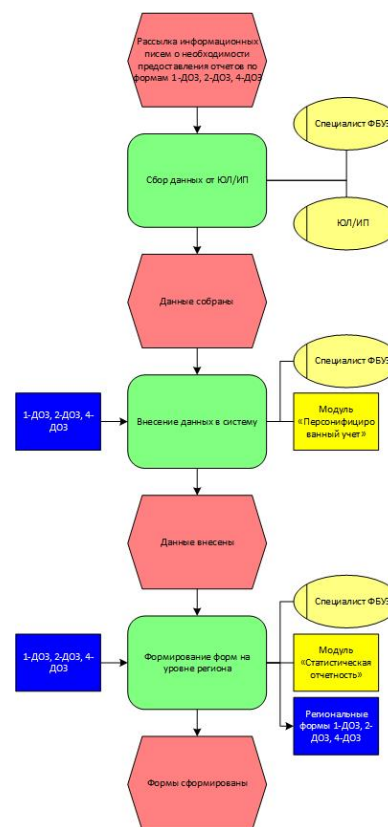 Рассылка информационных
писем о необходимости
предоставления отчетов по
формам 1-ДОЗ, 2-ДОЗ, 4-ДОЗ
Специалист ФБУЗ
Сбор данных от ЮЛ/ИП
ЮЛ/ИП
Данные собраны
Специалист ФБУЗ
1-ДОЗ, 2-ДОЗ, 4-
ДОЗ
Внесение данных в систему
Модуль
«Персонифициро
ванный учет»
Данные внесены
Специалист ФБУЗ
1-ДОЗ, 2-ДОЗ, 4-
ДОЗ
Формирование форм на
уровне региона
Модуль
«Статистическая
отчетность»
Региональные
формы 1-ДОЗ, 2-
ДОЗ, 4-ДОЗ
Формы сформированы